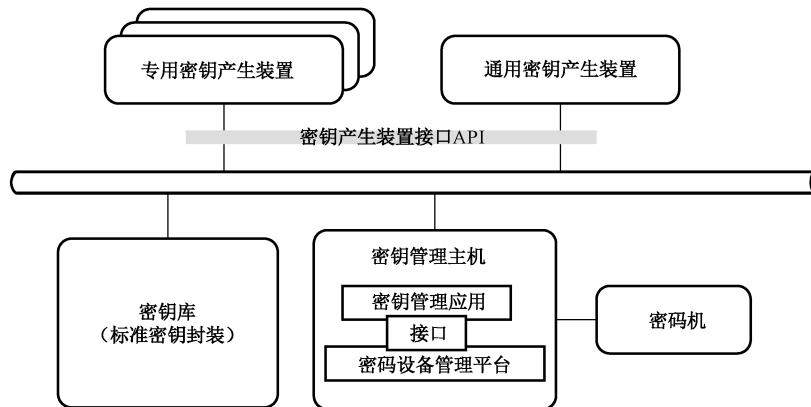 专用密钥产生装置
通用密钥产生装置
密钥产生装置接口API
密钥库
（标准密钥封装）
密钥管理主机
密钥管理应用
接口
密码设备管理平台
密码机